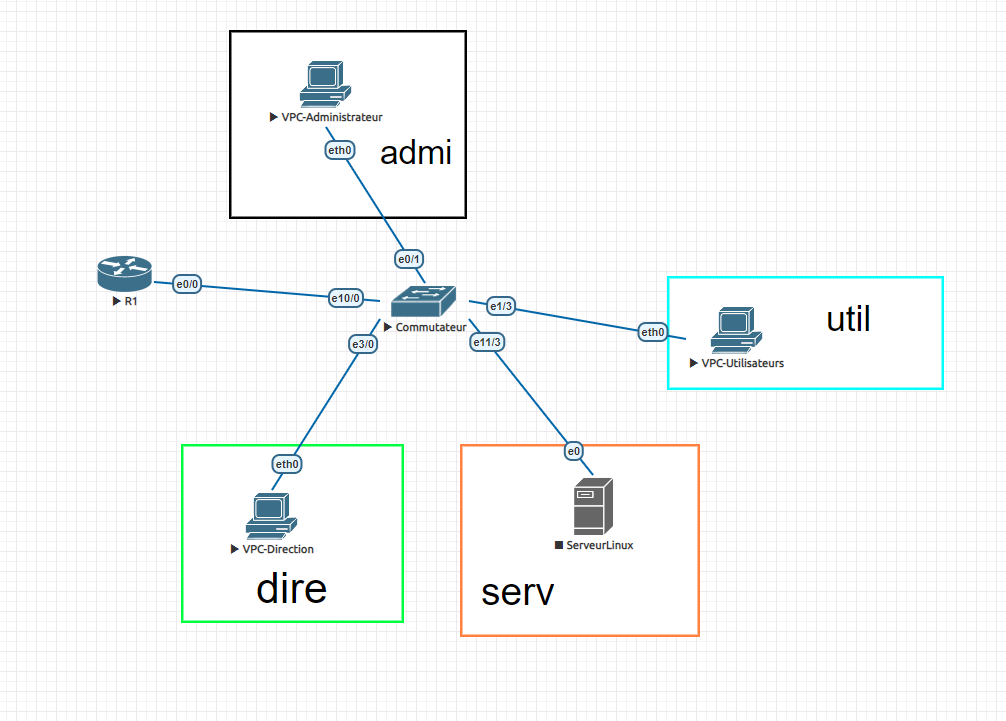 VPC-Administrateur
eth0
admi
e0/1
R1
e0/0
e10/0
Commutateur
e1/3
eth0
VPC-Utilisateurs
util
e3/0
e11/3
eth0
VPC-Direction
dire
e0
ServeurLinux
serv